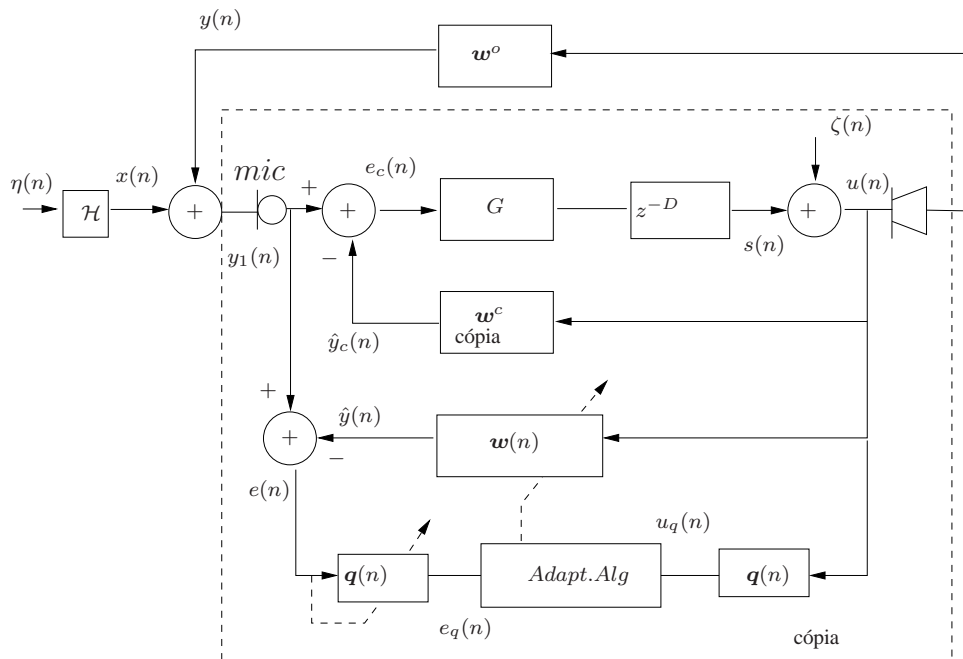 y(n)
w^o
ζ(n)
mic
e_c(n)
η(n)
x(n)
u(n)
+
H
+
+
G
z^{-D}
+
y_1(n)
−
s(n)
w^c
cópia
ŷ_c(n)
+
ŷ(n)
+
w(n)
−
e(n)
u_q(n)
q(n)
Adapt.Alg
q(n)
e_q(n)
cópia